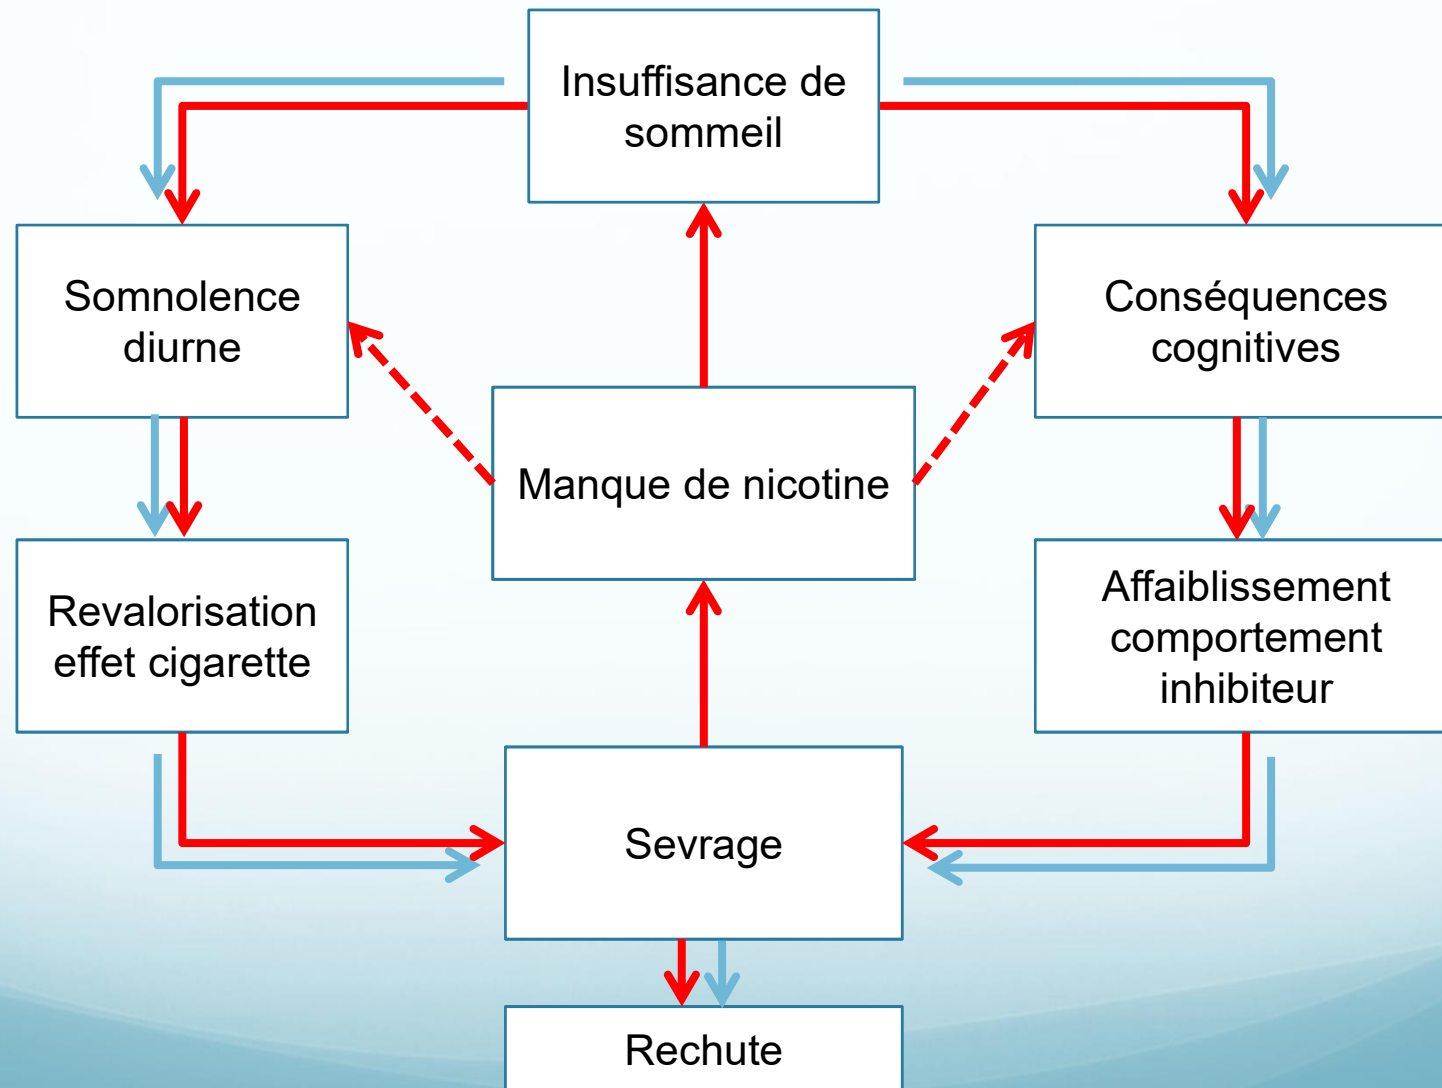 Insuffisance de
sommeil
Somnolence
diurne
Conséquences
cognitives
Manque de nicotine
Revalorisation
effet cigarette
Affaiblissement
comportement
inhibiteur
Sevrage
Rechute